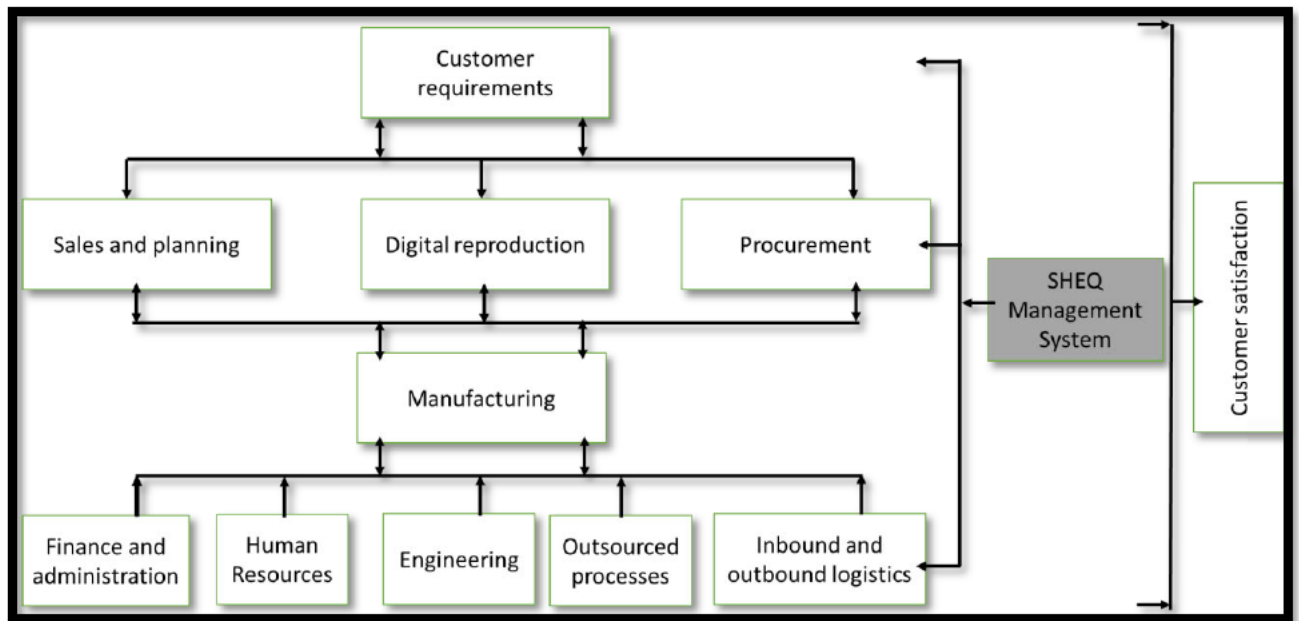 Customer
requirements
Sales and planning
Digital reproduction
Procurement
SHEQ
Management
System
Customer satisfaction
Manufacturing
Finance and
administration
Human
Resources
Engineering
Outsourced
processes
Inbound and
outbound logistics